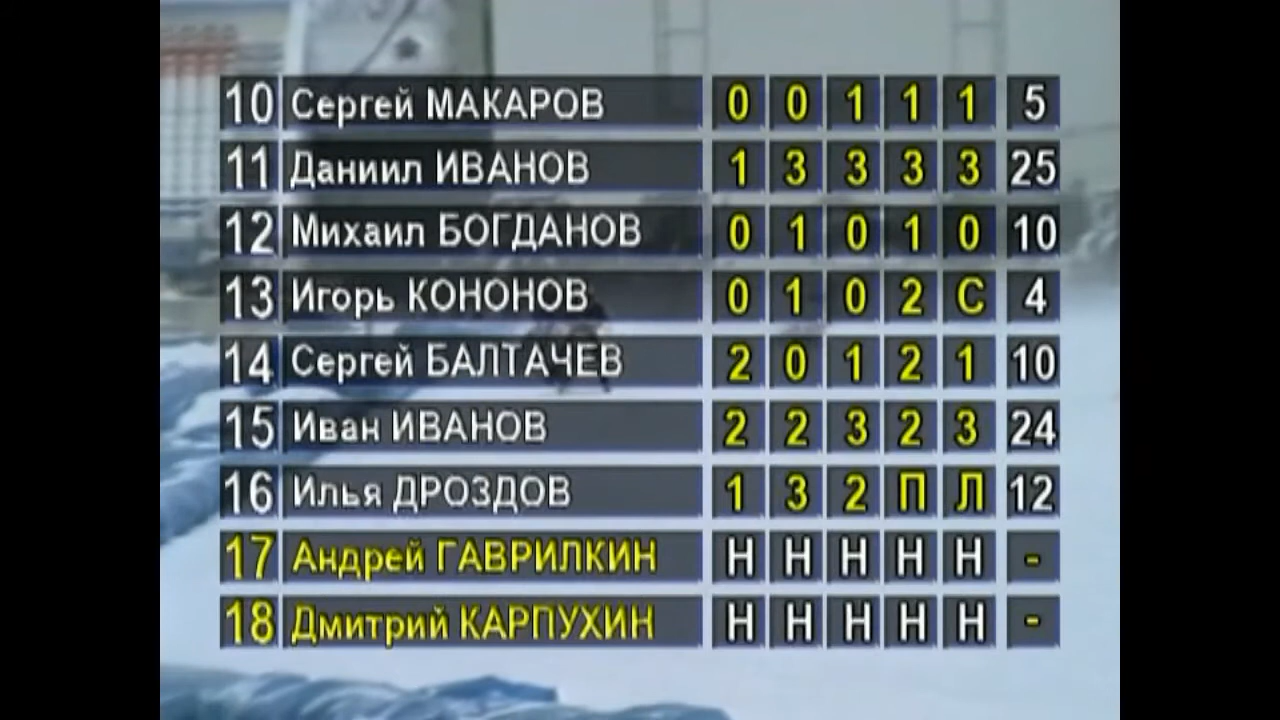 10 Сергей МАКАРОВ 0 0 1 1 1 5
11 Даниил ИВАНОВ 1 3 3 3 3 25
12 Михаил БОГДАНОВ 0 1 0 1 0 10
13 Игорь КОНОНОВ 0 1 0 2 С 4
14 Сергей БАЛТАЧЕВ 2 0 1 2 1 10
15 Иван ИВАНОВ 2 2 3 2 3 24
16 Илья ДРОЗДОВ 1 3 2 П Л 12
17 Андрей ГАВРИЛКИН Н Н Н Н Н -
18 Дмитрий КАРПУХИН Н Н Н Н Н -